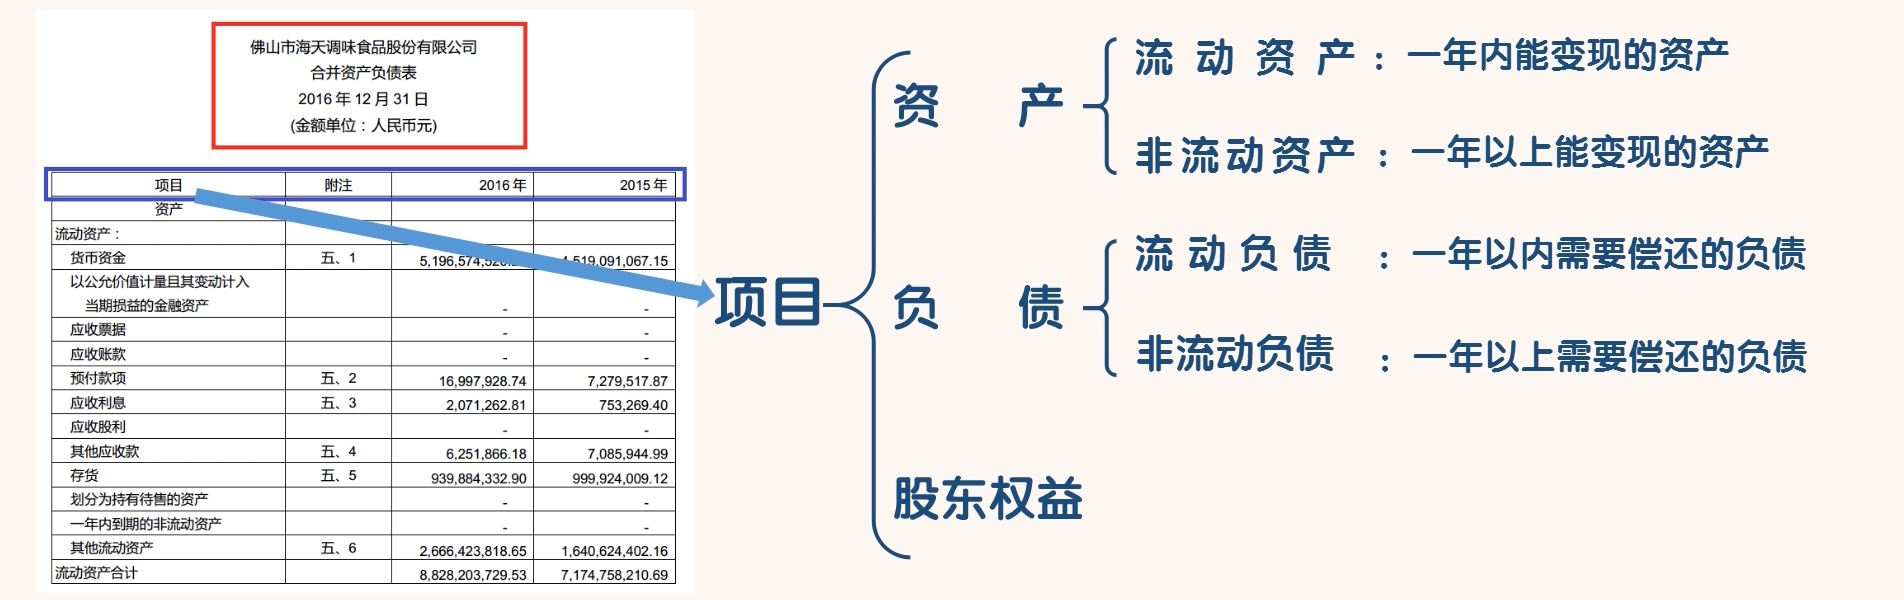 佛山市海天调味食品股份有限公司
合并资产负债表
2016 年 12 月 31 日
(金额单位：人民币元)
项目 附注 2016 年 2015 年
资产
流动资产：
货币资金 五、1 5,196,574,52 4,519,091,067.15
以公允价值计量且其变动计入
当期损益的金融资产 - -
应收票据 - -
应收账款 - -
预付款项 五、2 16,997,928.74 7,279,517.87
应收利息 五、3 2,071,262.81 753,269.40
应收股利 - -
其他应收款 五、4 6,251,866.18 7,085,944.99
存货 五、5 939,884,332.90 999,924,009.12
划分为持有待售的资产 - -
一年内到期的非流动资产 - -
其他流动资产 五、6 2,666,423,818.65 1,640,624,402.16
流动资产合计 8,828,203,729.53 7,174,758,210.69
项目
资产
流动资产：一年内能变现的资产
非流动资产：一年以上能变现的资产
负债
流动负债：一年以内需要偿还的负债
非流动负债：一年以上需要偿还的负债
股东权益